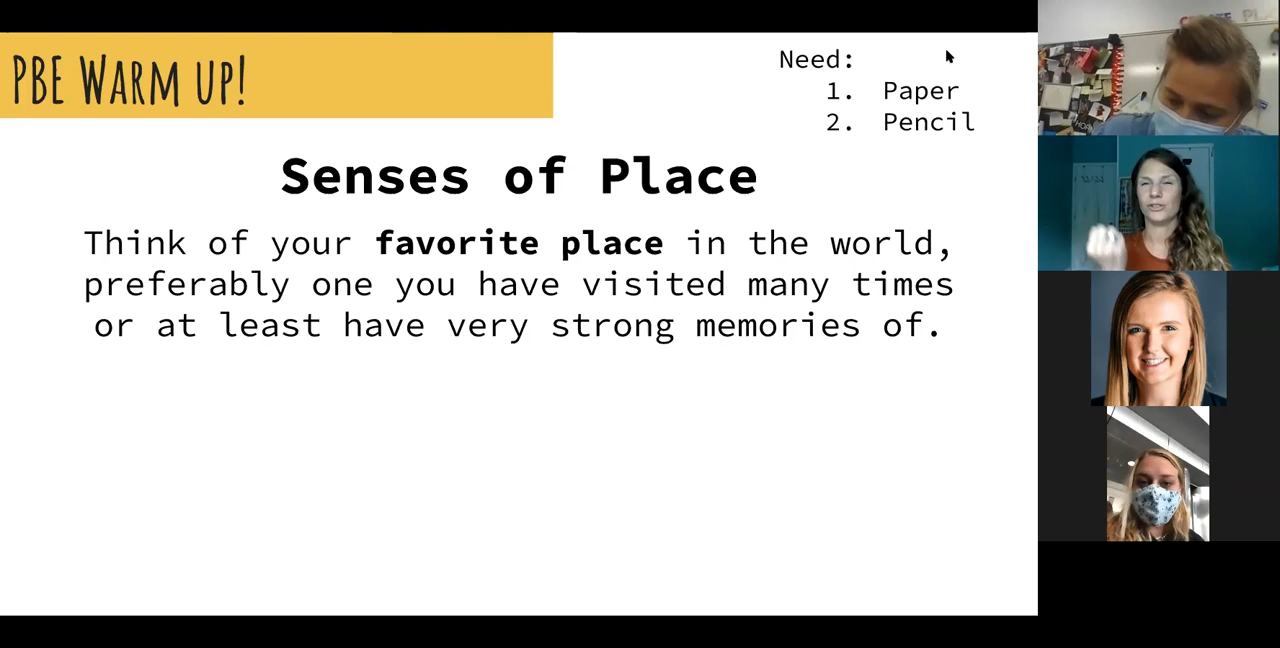 PBE WARM UP!
Need:
1. Paper
2. Pencil
Senses of Place
Think of your favorite place in the world,
preferably one you have visited many times
or at least have very strong memories of.